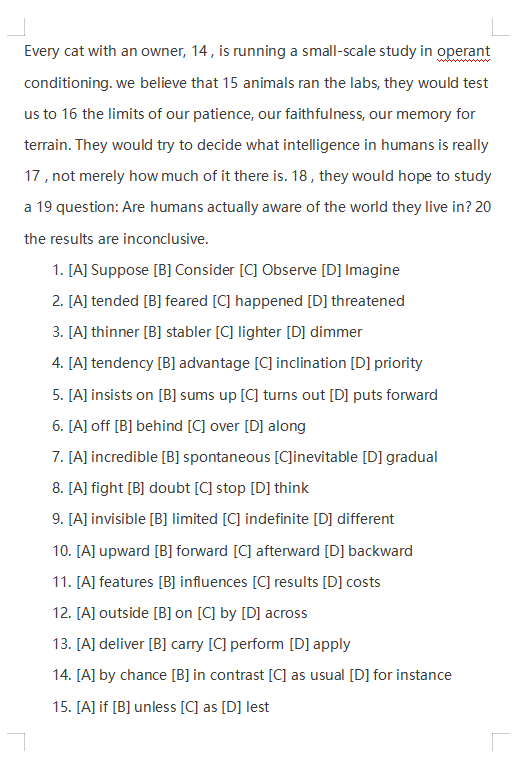 Every cat with an owner, 14 , is running a small-scale study in operant
conditioning. we believe that 15 animals ran the labs, they would test
us to 16 the limits of our patience, our faithfulness, our memory for
terrain. They would try to decide what intelligence in humans is really
17 , not merely how much of it there is. 18 , they would hope to study
a 19 question: Are humans actually aware of the world they live in? 20
the results are inconclusive.
1. [A] Suppose [B] Consider [C] Observe [D] Imagine
2. [A] tended [B] feared [C] happened [D] threatened
3. [A] thinner [B] stabler [C] lighter [D] dimmer
4. [A] tendency [B] advantage [C] inclination [D] priority
5. [A] insists on [B] sums up [C] turns out [D] puts forward
6. [A] off [B] behind [C] over [D] along
7. [A] incredible [B] spontaneous [C]inevitable [D] gradual
8. [A] fight [B] doubt [C] stop [D] think
9. [A] invisible [B] limited [C] indefinite [D] different
10. [A] upward [B] forward [C] afterward [D] backward
11. [A] features [B] influences [C] results [D] costs
12. [A] outside [B] on [C] by [D] across
13. [A] deliver [B] carry [C] perform [D] apply
14. [A] by chance [B] in contrast [C] as usual [D] for instance
15. [A] if [B] unless [C] as [D] lest